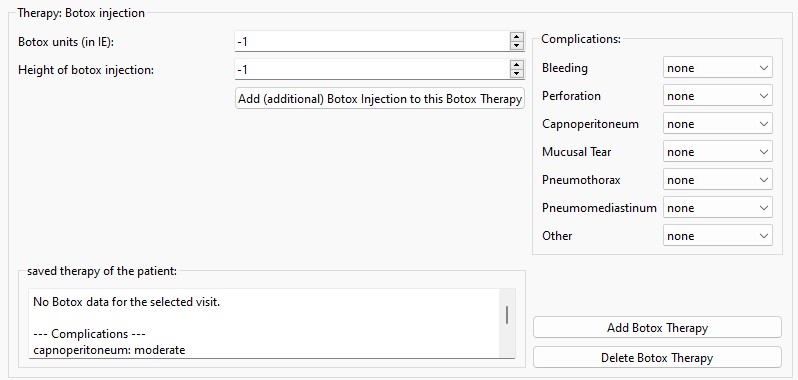 Therapy: Botox injection
Botox units (in IE): -1
Height of botox injection: -1
Add (additional) Botox Injection to this Botox Therapy
Complications:
Bleeding none
Perforation none
Capnoperitoneum none
Mucusal Tear none
Pneumothorax none
Pneumomediastinum none
Other none
saved therapy of the patient:
No Botox data for the selected visit.
--- Complications ---
capnoperitoneum: moderate
Add Botox Therapy
Delete Botox Therapy